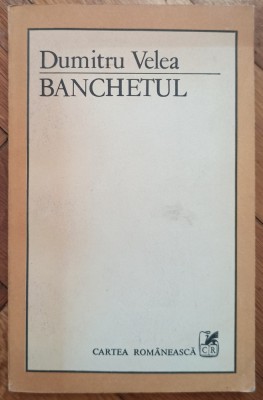 Dumitru Velea
BANCHETUL
CARTEA ROMÂNEASCĂ
CR